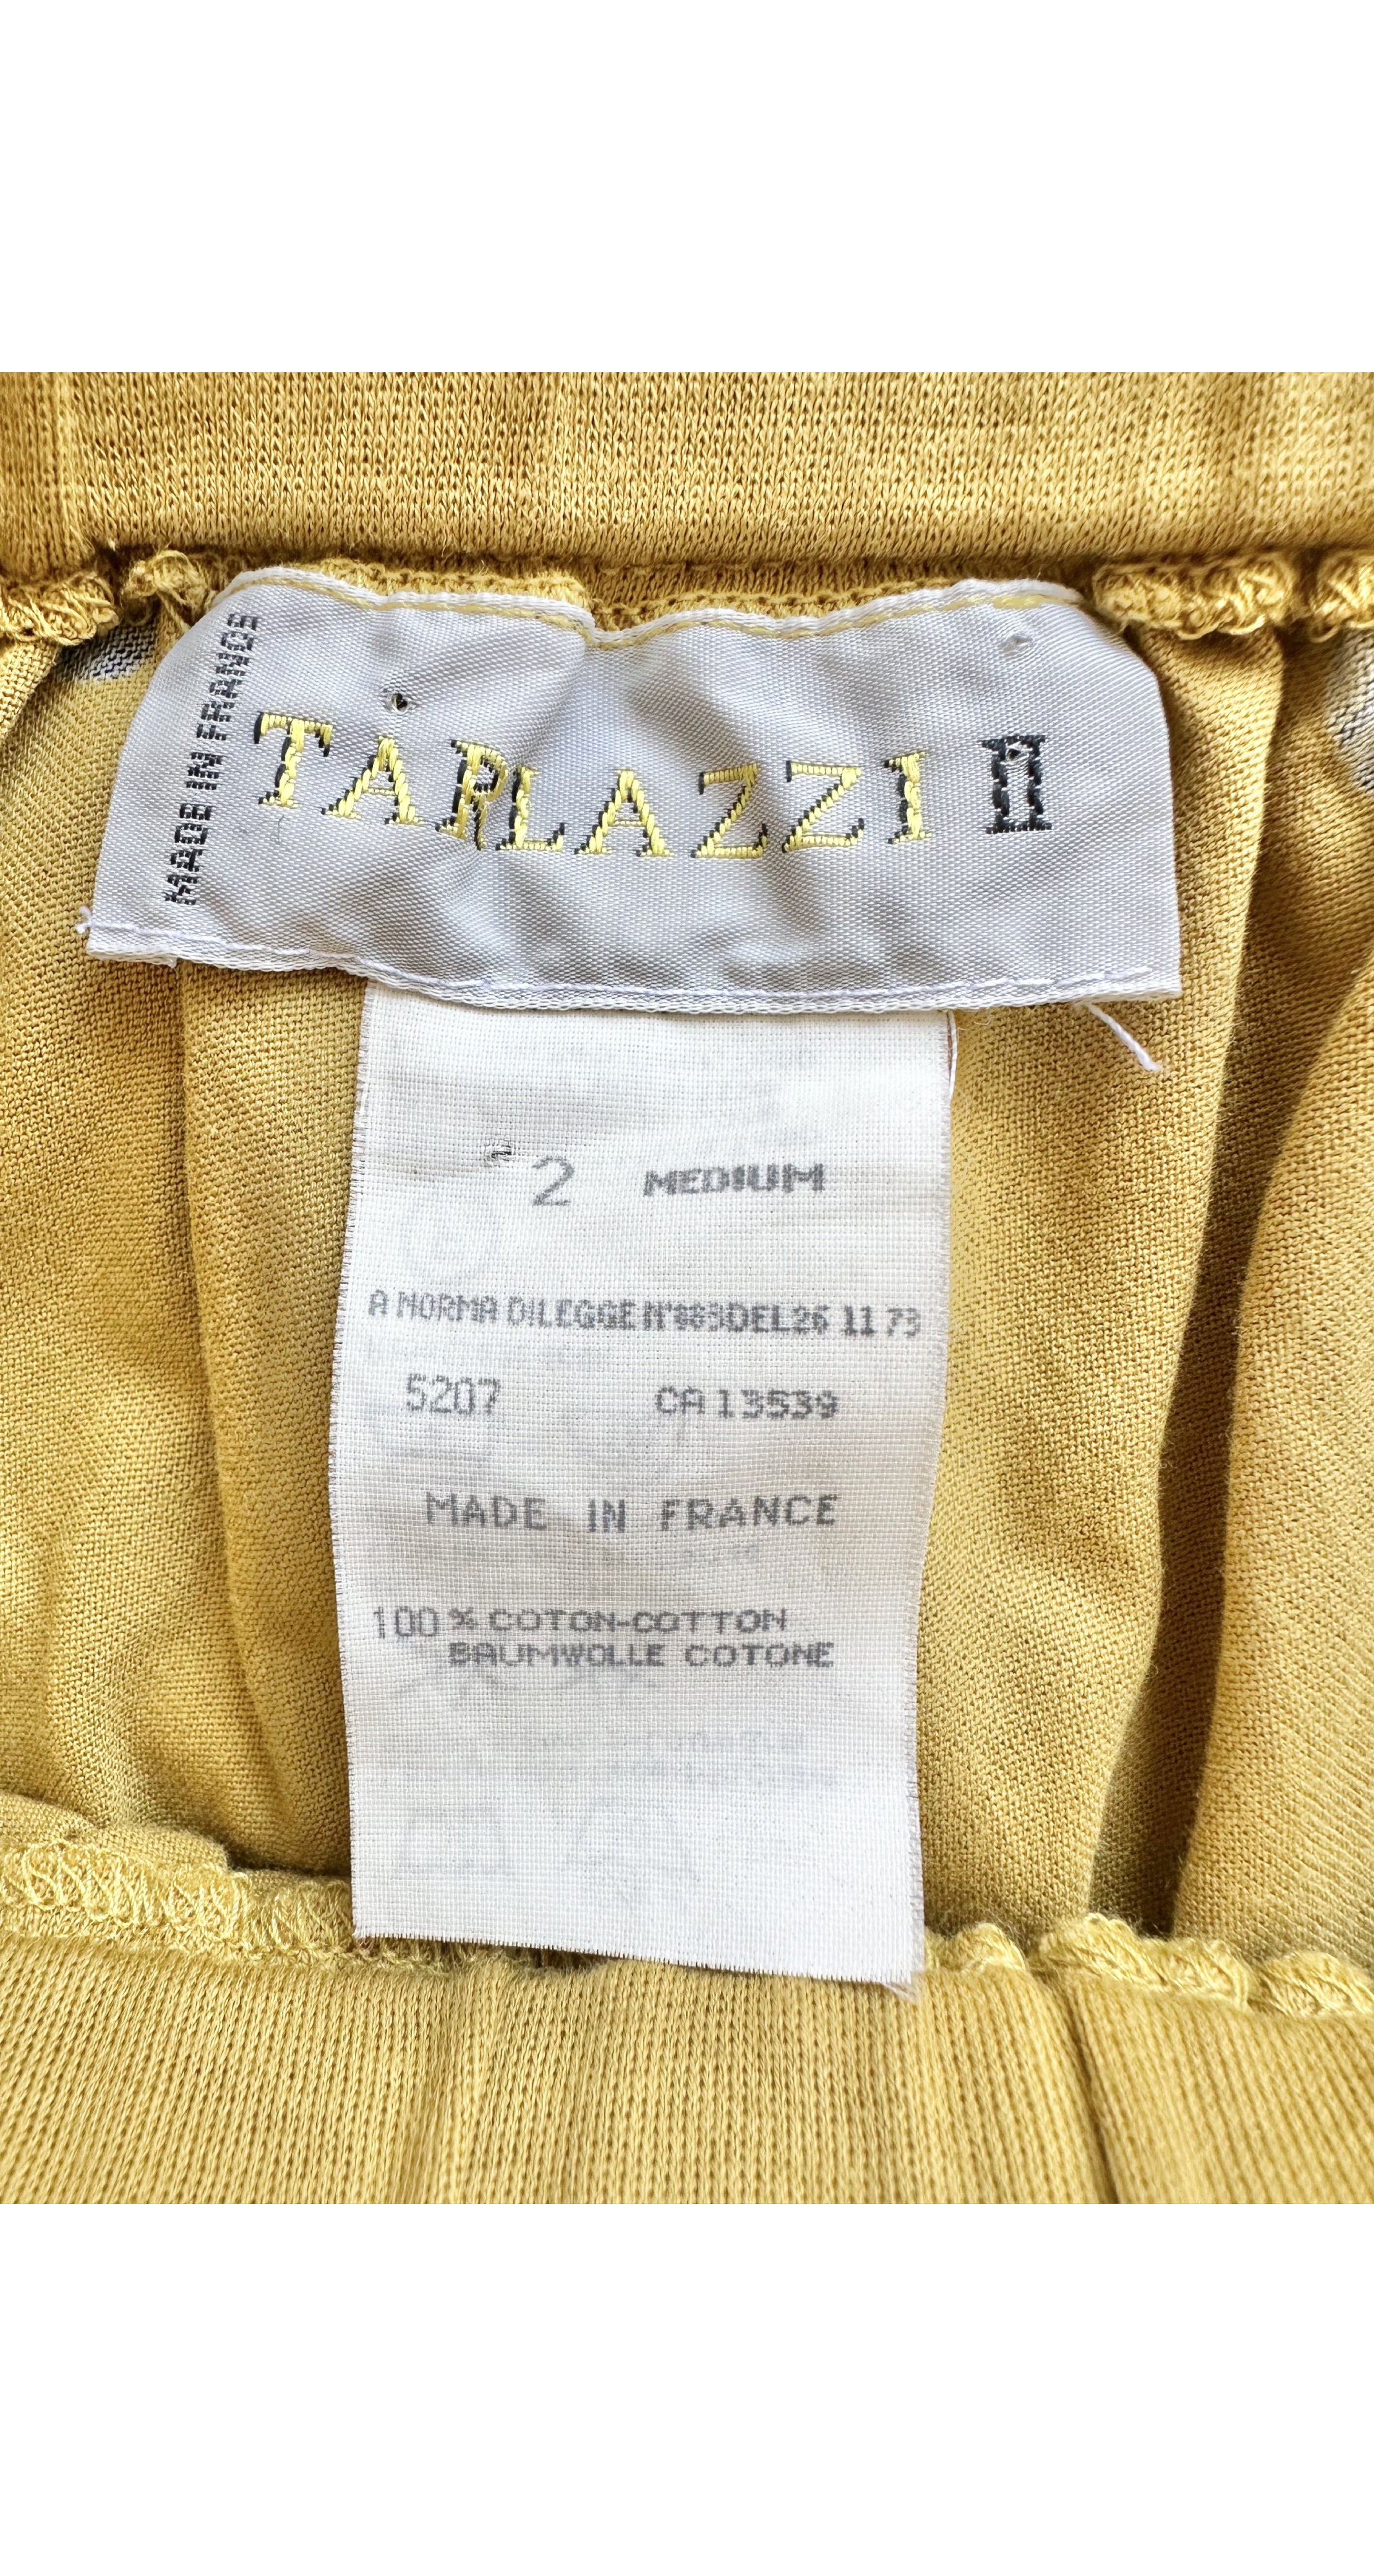 MADE IN FRANCE
TARLAZZI II
2 MEDIUM
A NORMA DI LEGGE N°883 DEL 26 11 73
5207 CA 13539
MADE IN FRANCE
100 % COTON-COTTON
BAUMWOLLE COTONE